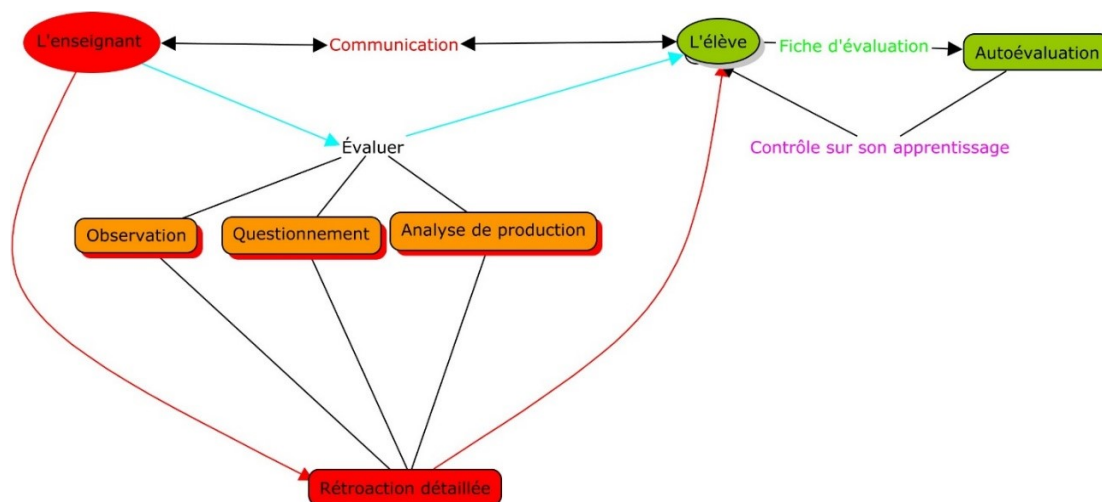 L'enseignant
Communication
L'élève
Fiche d'évaluation
Autoévaluation
Évaluer
Contrôle sur son apprentissage
Observation
Questionnement
Analyse de production
Rétroaction détaillée